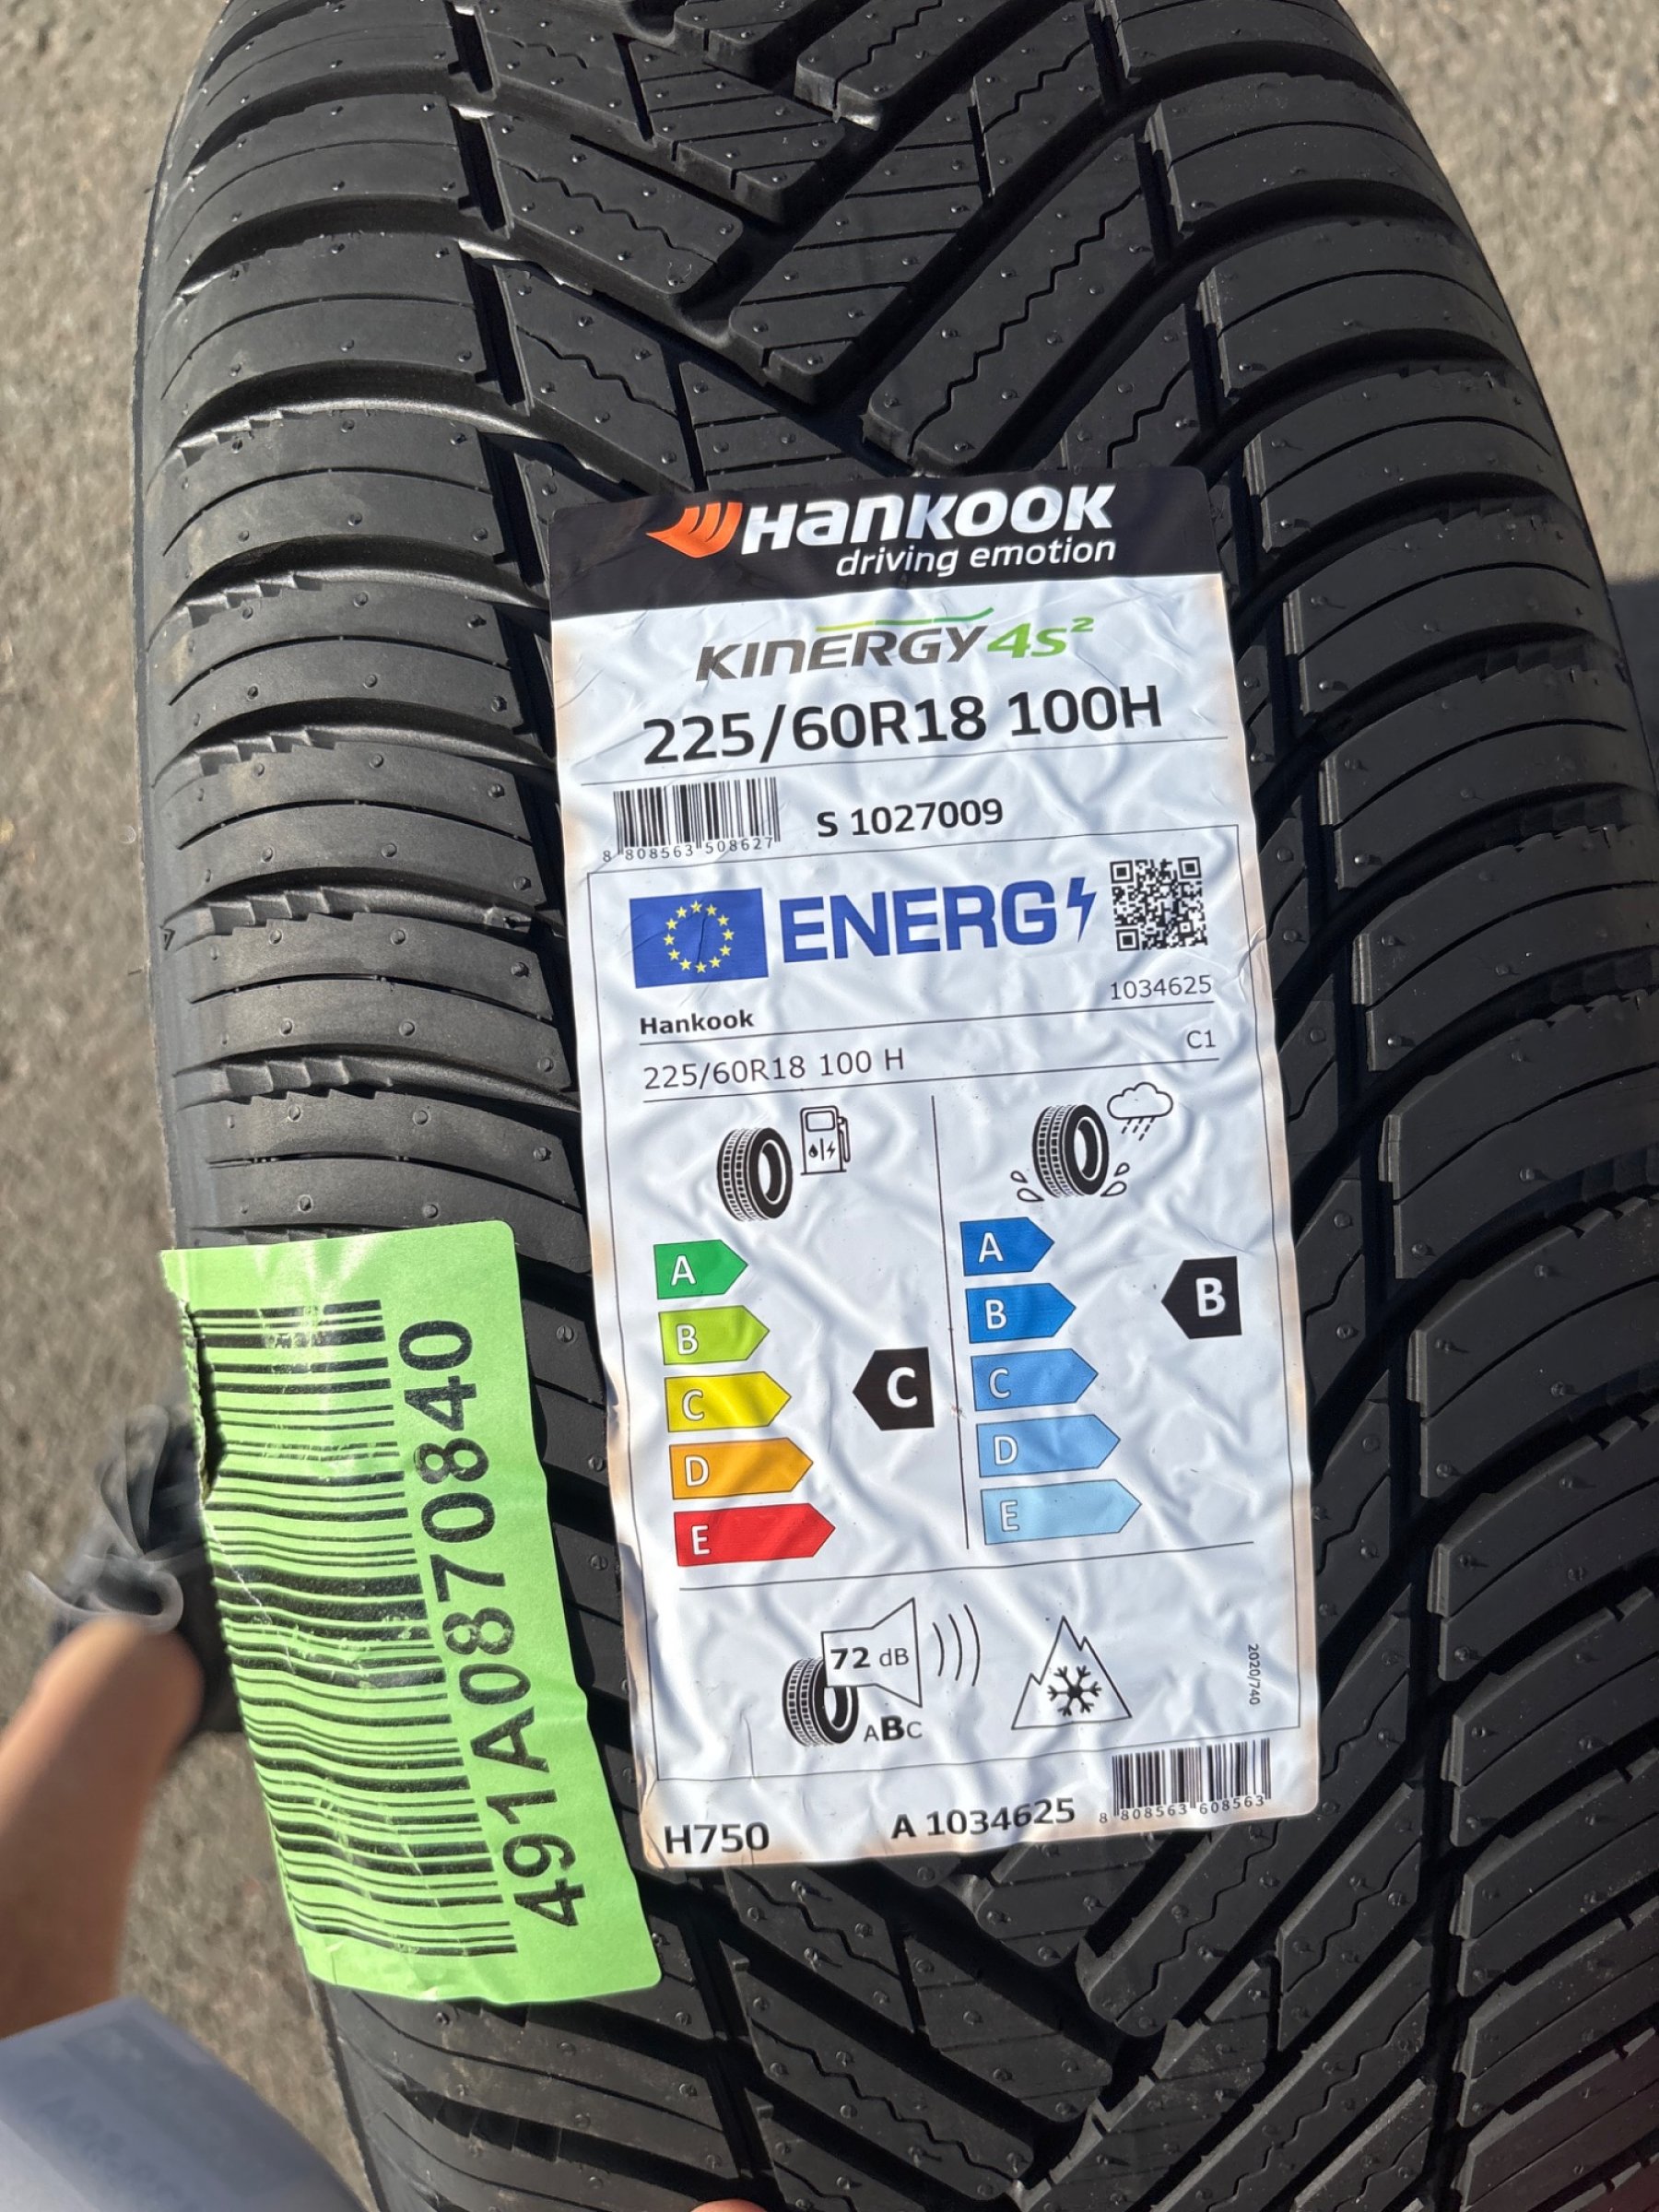 HANKOOK
driving emotion
KINERGY 4S²
225/60R18 100H
8 808563 508627
S 1027009
ENERG
1034625
Hankook
225/60R18 100 H
C1
A
B
C
D
E
C
A
B
C
D
E
B
72 dB
ABC
2020/740
H750
A 1034625
8 808563 608563
491A0870840